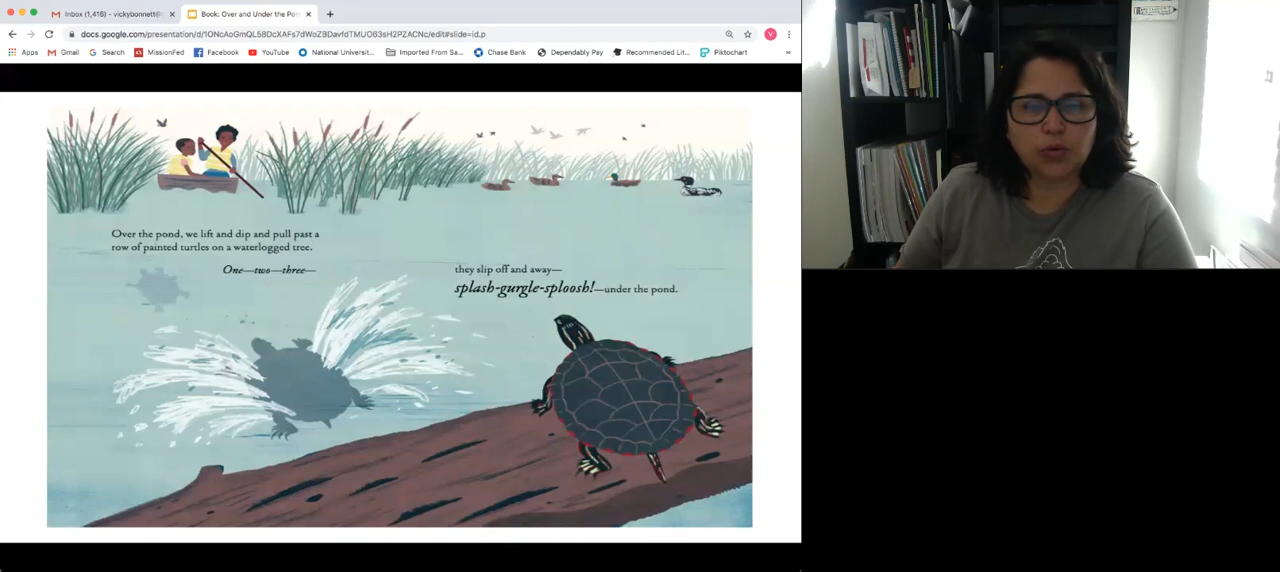 Inbox (1,416) - vickybonnett@
Book: Over and Under the Pon
docs.google.com/presentation/d/1ONcAoGmQL58DcXAFs7dWoZBDavfdTMUO63sH2PZACNc/edit#slide=id.p
V
Apps Gmail Search MissionFed Facebook YouTube National Universit... Imported From Sa... Chase Bank Dependably Pay Recommended Lit... Piktochart »
Over the pond, we lift and dip and pull past a
row of painted turtles on a waterlogged tree.
One—two—three—
they slip off and away—
splash-gurgle-sploosh!—under the pond.